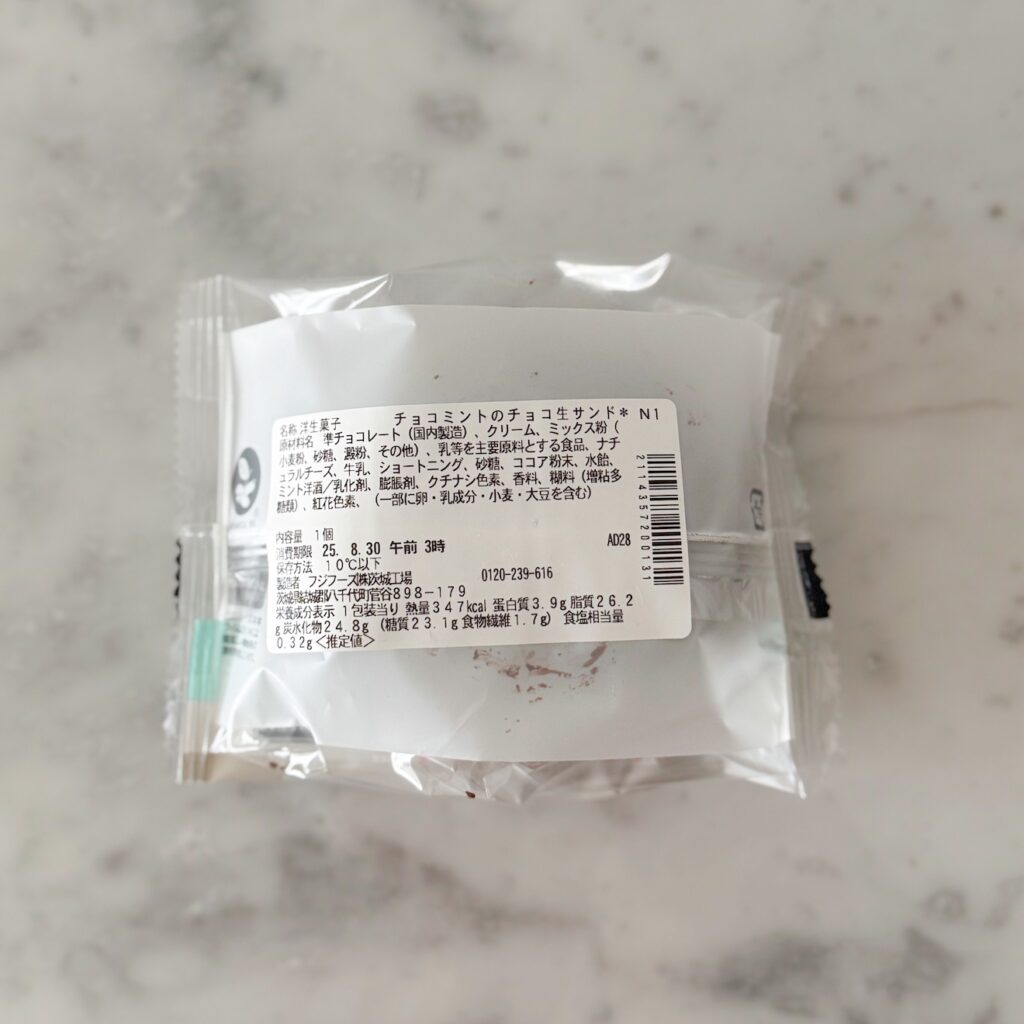 チョコミントのチョコ生サンド* N1
名称 洋生菓子
原材料名 準チョコレート(国内製造)、クリーム、ミックス粉(
小麦粉、砂糖、澱粉、その他)、乳等を主要原料とする食品、ナチ
ュラルチーズ、牛乳、ショートニング、砂糖、ココア粉末、水飴、
ミント洋酒/乳化剤、膨脹剤、クチナシ色素、香料、糊料(増粘多
糖類)、紅花色素、(一部に卵・乳成分・小麦・大豆を含む)
2114357200131
内容量 1個
消費期限 25. 8.30 午前 3時 AD28
保存方法 10℃以下
製造者 フジフーズ㈱茨城工場 0120-239-616
茨城県結城郡八千代町菅谷898-179
栄養成分表示 1包装当り 熱量347kcal 蛋白質3.9g 脂質26.2
g 炭水化物24.8g (糖質23.1g 食物繊維1.7g) 食塩相当量
0.32g <推定値>